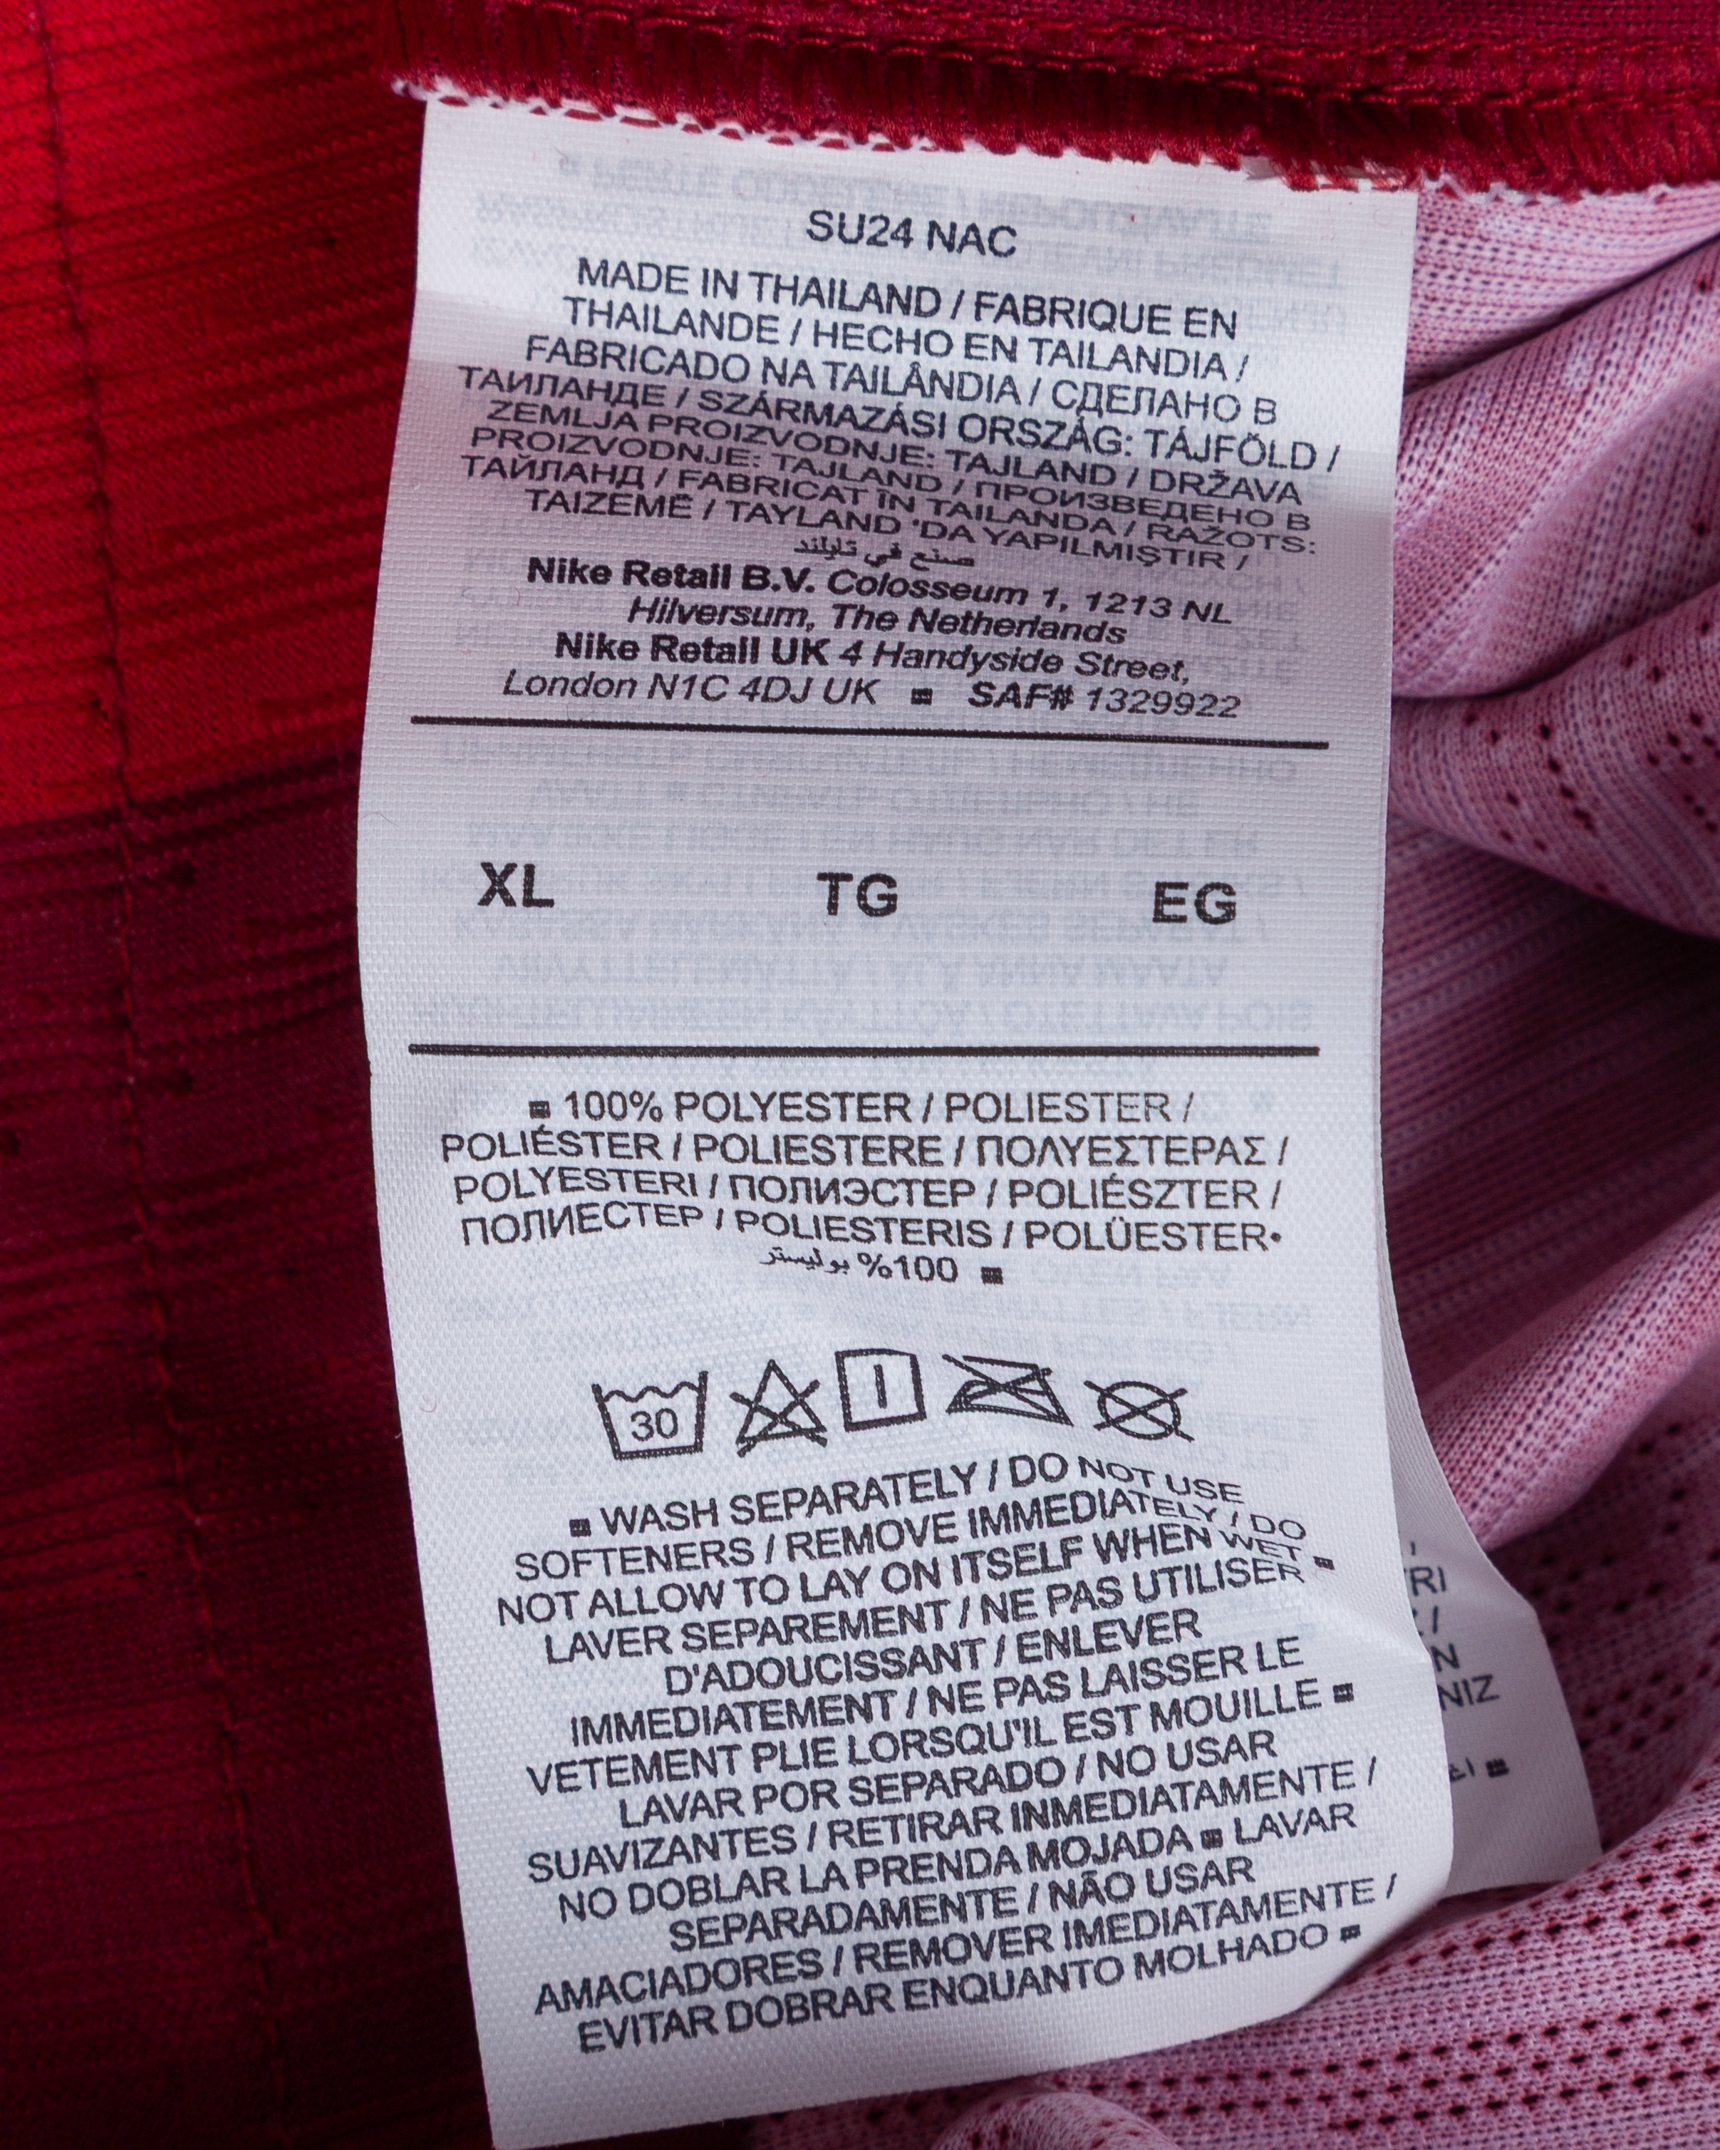 SU24 NAC
MADE IN THAILAND / FABRIQUE EN
THAILANDE / HECHO EN TAILANDIA /
FABRICADO NA TAILÂNDIA / СДЕЛАНО В
ТАИЛАНДЕ / SZÁRMAZÁSI ORSZÁG: TÁJFÖLD /
ZEMLJA PROIZVODNJE: TAJLAND / DRŽAVA
PROIZVODNJE: TAJLAND / ПРОИЗВЕДЕНО В
ТАЙЛАНД / FABRICAT ÎN TAILANDA / RAŽOTS:
TAIZEMĒ / TAYLAND 'DA YAPILMIŞTIR /
صنع في تايلند
Nike Retail B.V. Colosseum 1, 1213 NL
Hilversum, The Netherlands
Nike Retail UK 4 Handyside Street,
London N1C 4DJ UK ■ SAF# 1329922
XL TG EG
■ 100% POLYESTER / POLIESTER /
POLIÉSTER / POLIESTERE / ΠΟΛΥΕΣΤΕΡΑΣ /
POLYESTERI / ПОЛИЭСТЕР / POLIÉSZTER /
ПОЛИЕСТЕР / POLIESTERIS / POLÜESTER•
100% بوليستر ■
30
■ WASH SEPARATELY / DO NOT USE
SOFTENERS / REMOVE IMMEDIATELY / DO
NOT ALLOW TO LAY ON ITSELF WHEN WET ■
LAVER SEPAREMENT / NE PAS UTILISER
D'ADOUCISSANT / ENLEVER
IMMEDIATEMENT / NE PAS LAISSER LE
VETEMENT PLIE LORSQU'IL EST MOUILLE ■
LAVAR POR SEPARADO / NO USAR
SUAVIZANTES / RETIRAR INMEDIATAMENTE /
NO DOBLAR LA PRENDA MOJADA ■ LAVAR
SEPARADAMENTE / NÃO USAR
AMACIADORES / REMOVER IMEDIATAMENTE /
EVITAR DOBRAR ENQUANTO MOLHADO ■